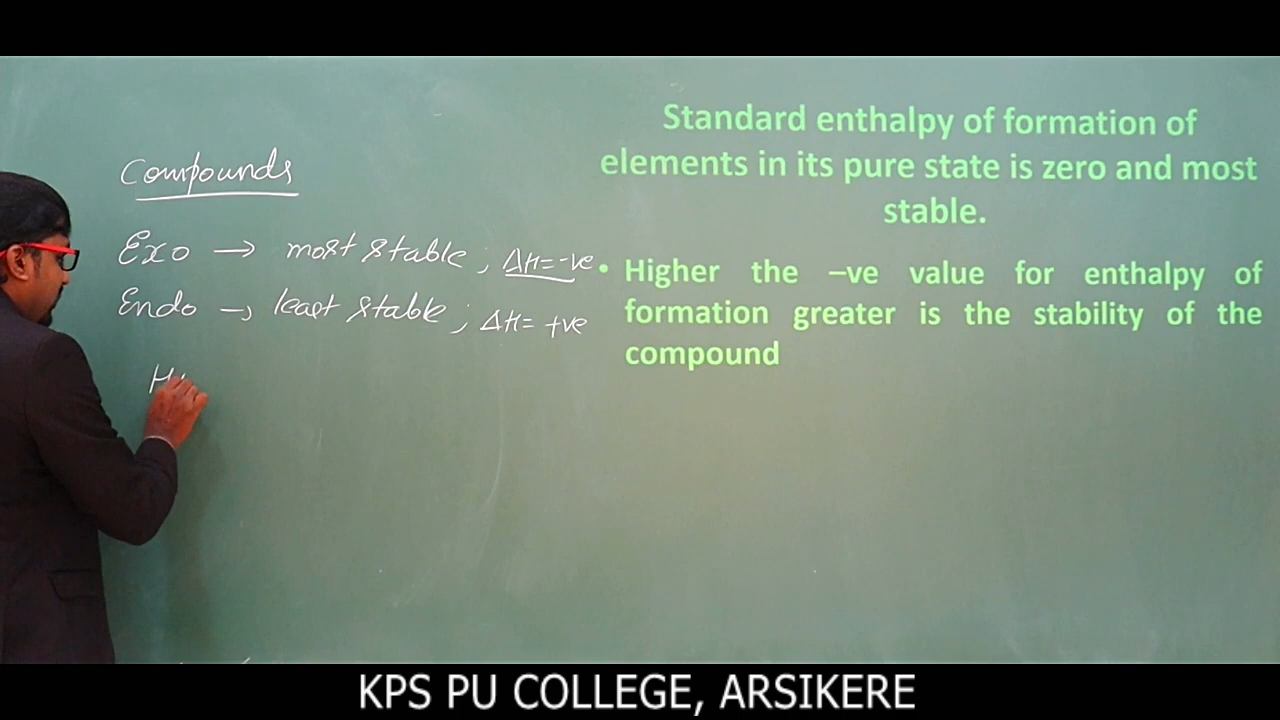 Compounds
Exo → most stable ; ΔH = -ve
Endo → least stable ; ΔH = +ve
Standard enthalpy of formation of
elements in its pure state is zero and most
stable.
• Higher the –ve value for enthalpy of
formation greater is the stability of the
compound
KPS PU COLLEGE, ARSIKERE